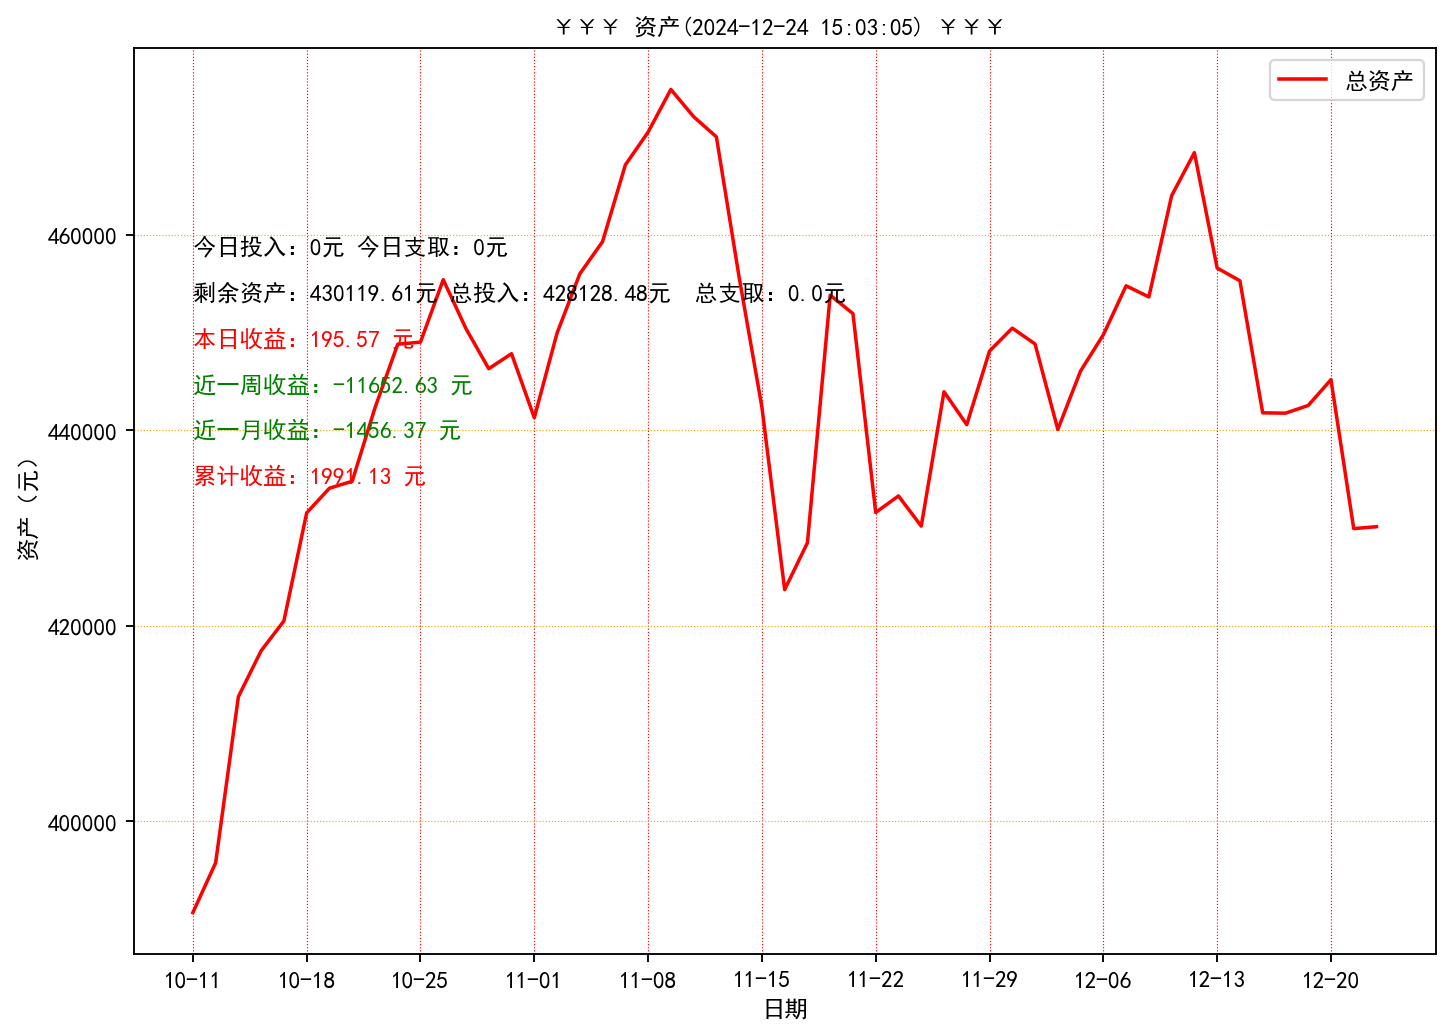 ￥￥￥ 资产(2024-12-24 15:03:05) ￥￥￥
总资产
460000
440000
420000
400000
资产（元）
今日投入：0元 今日支取：0元
剩余资产：430119.61元 总投入：428128.48元 总支取：0.0元
本日收益：195.57 元
近一周收益：-11652.63 元
近一月收益：-1456.37 元
累计收益：1991.13 元
10-11 10-18 10-25 11-01 11-08 11-15 11-22 11-29 12-06 12-13 12-20
日期